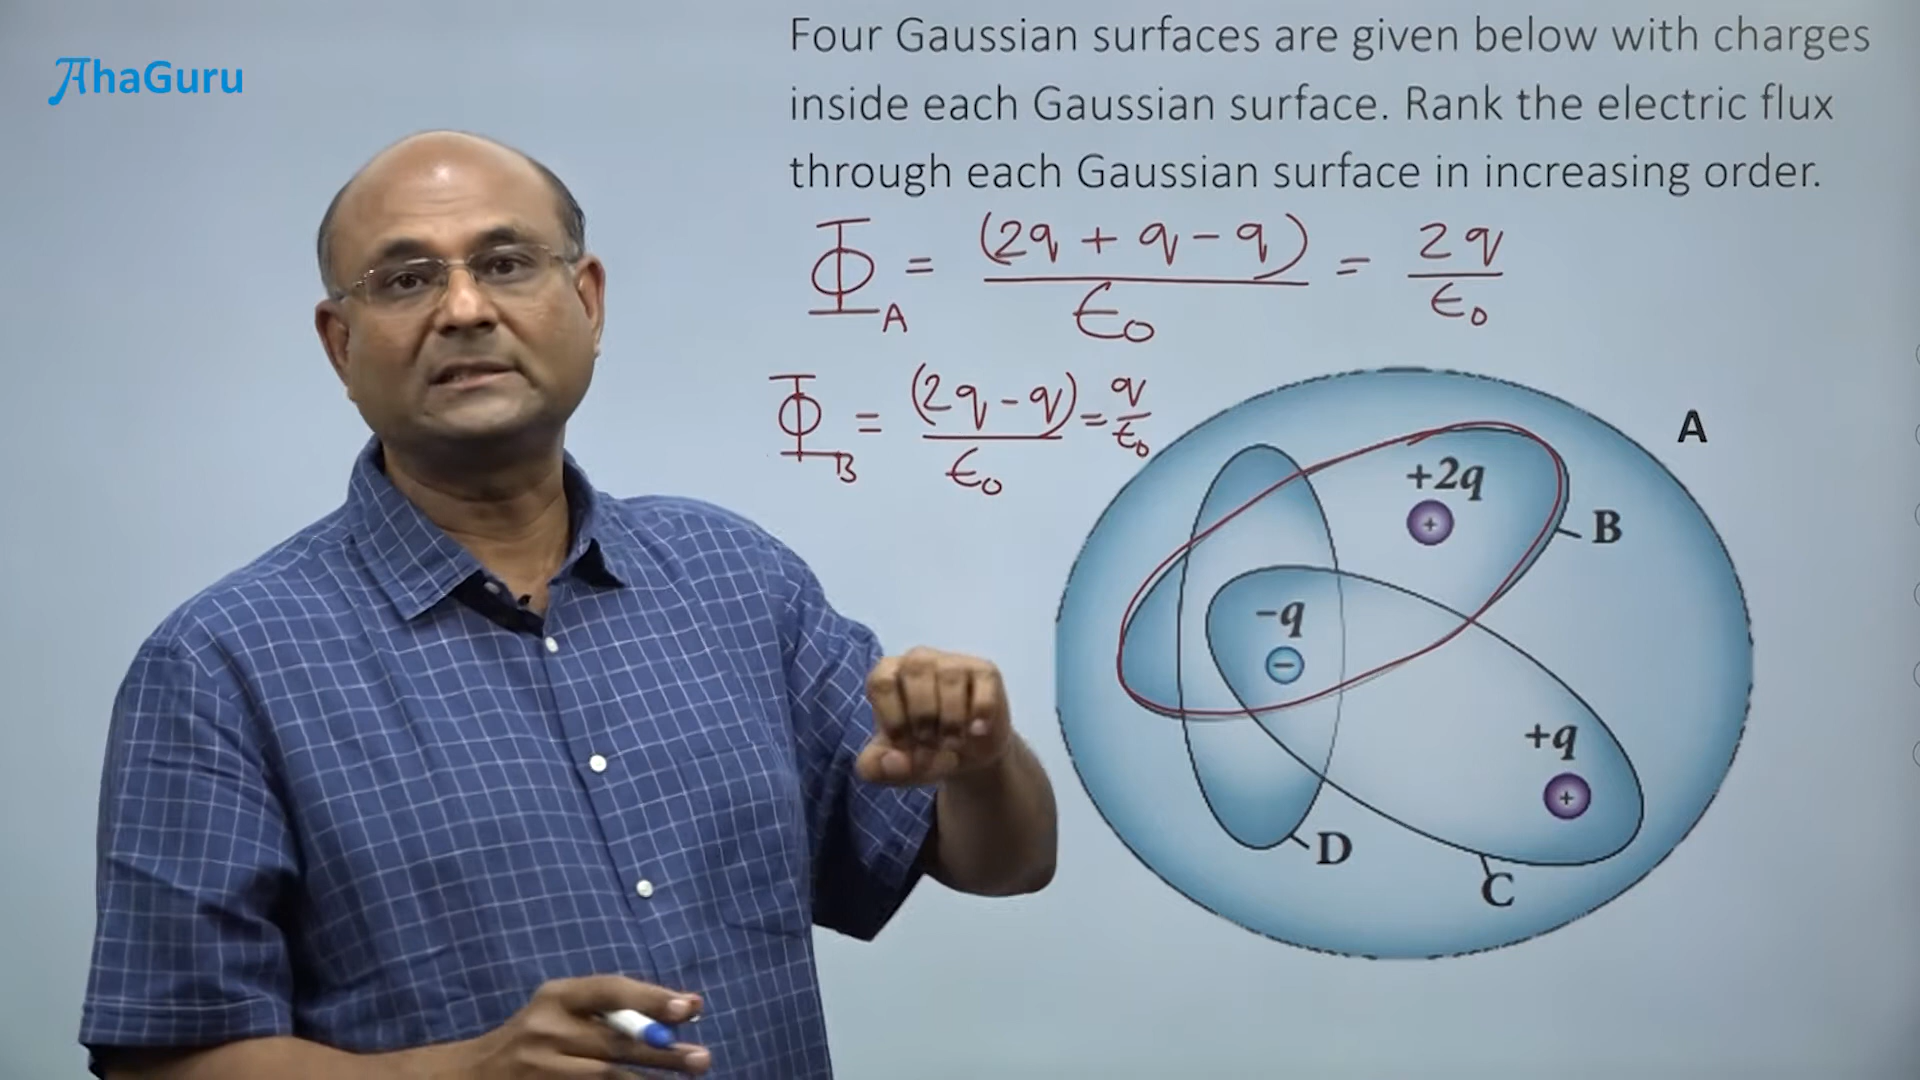 AhaGuru
Four Gaussian surfaces are given below with charges
inside each Gaussian surface. Rank the electric flux
through each Gaussian surface in increasing order.
Φ_A = (2q + q - q) / ϵ₀ = 2q / ϵ₀
Φ_B = (2q - q) / ϵ₀ = q / ϵ₀
A
+2q
+
B
-q
−
+q
+
D
C